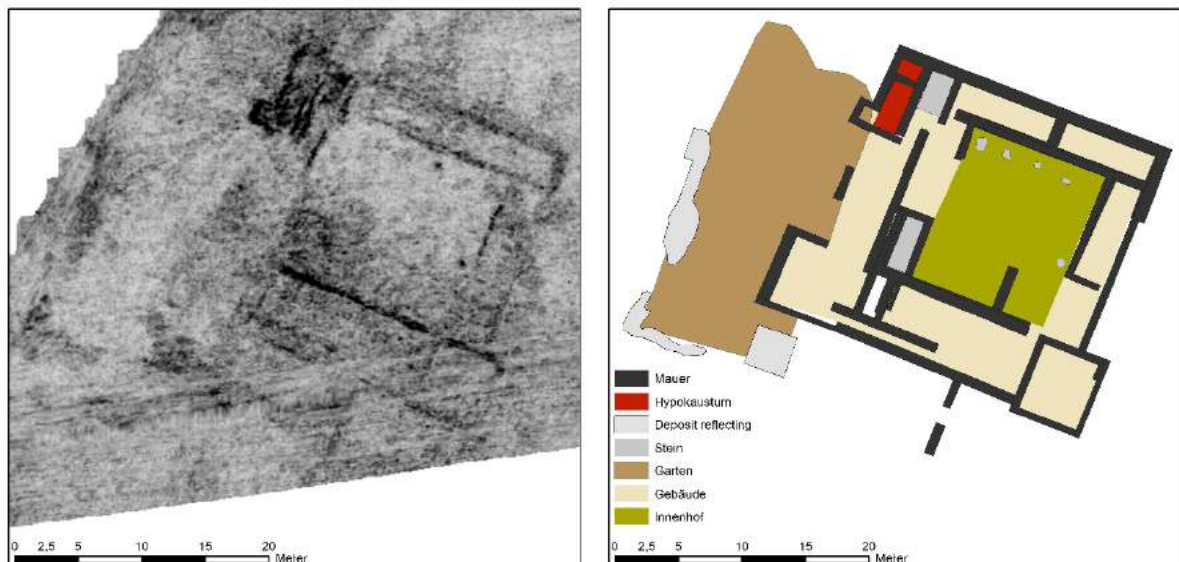 0 2,5 5 10 15 20
Meter
Mauer
Hypokaustum
Deposit reflecting
Stein
Garten
Gebäude
Innenhof
0 2,5 5 10 15 20
Meter